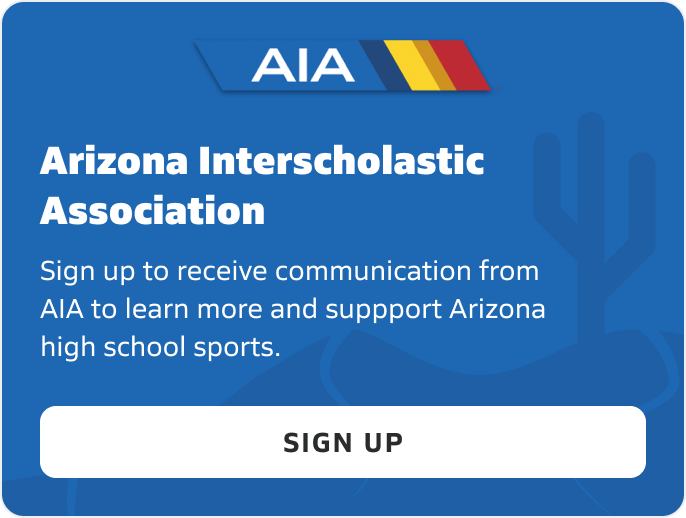 AIA
Arizona Interscholastic
Association
Sign up to receive communication from
AIA to learn more and suppport Arizona
high school sports.
SIGN UP